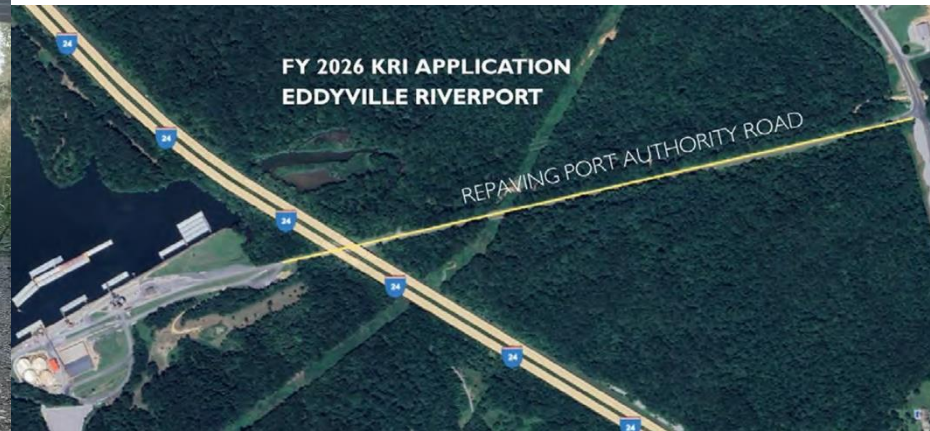 24
FY 2026 KRI APPLICATION
EDDYVILLE RIVERPORT
24
REPAVING PORT AUTHORITY ROAD
24
24
24
24